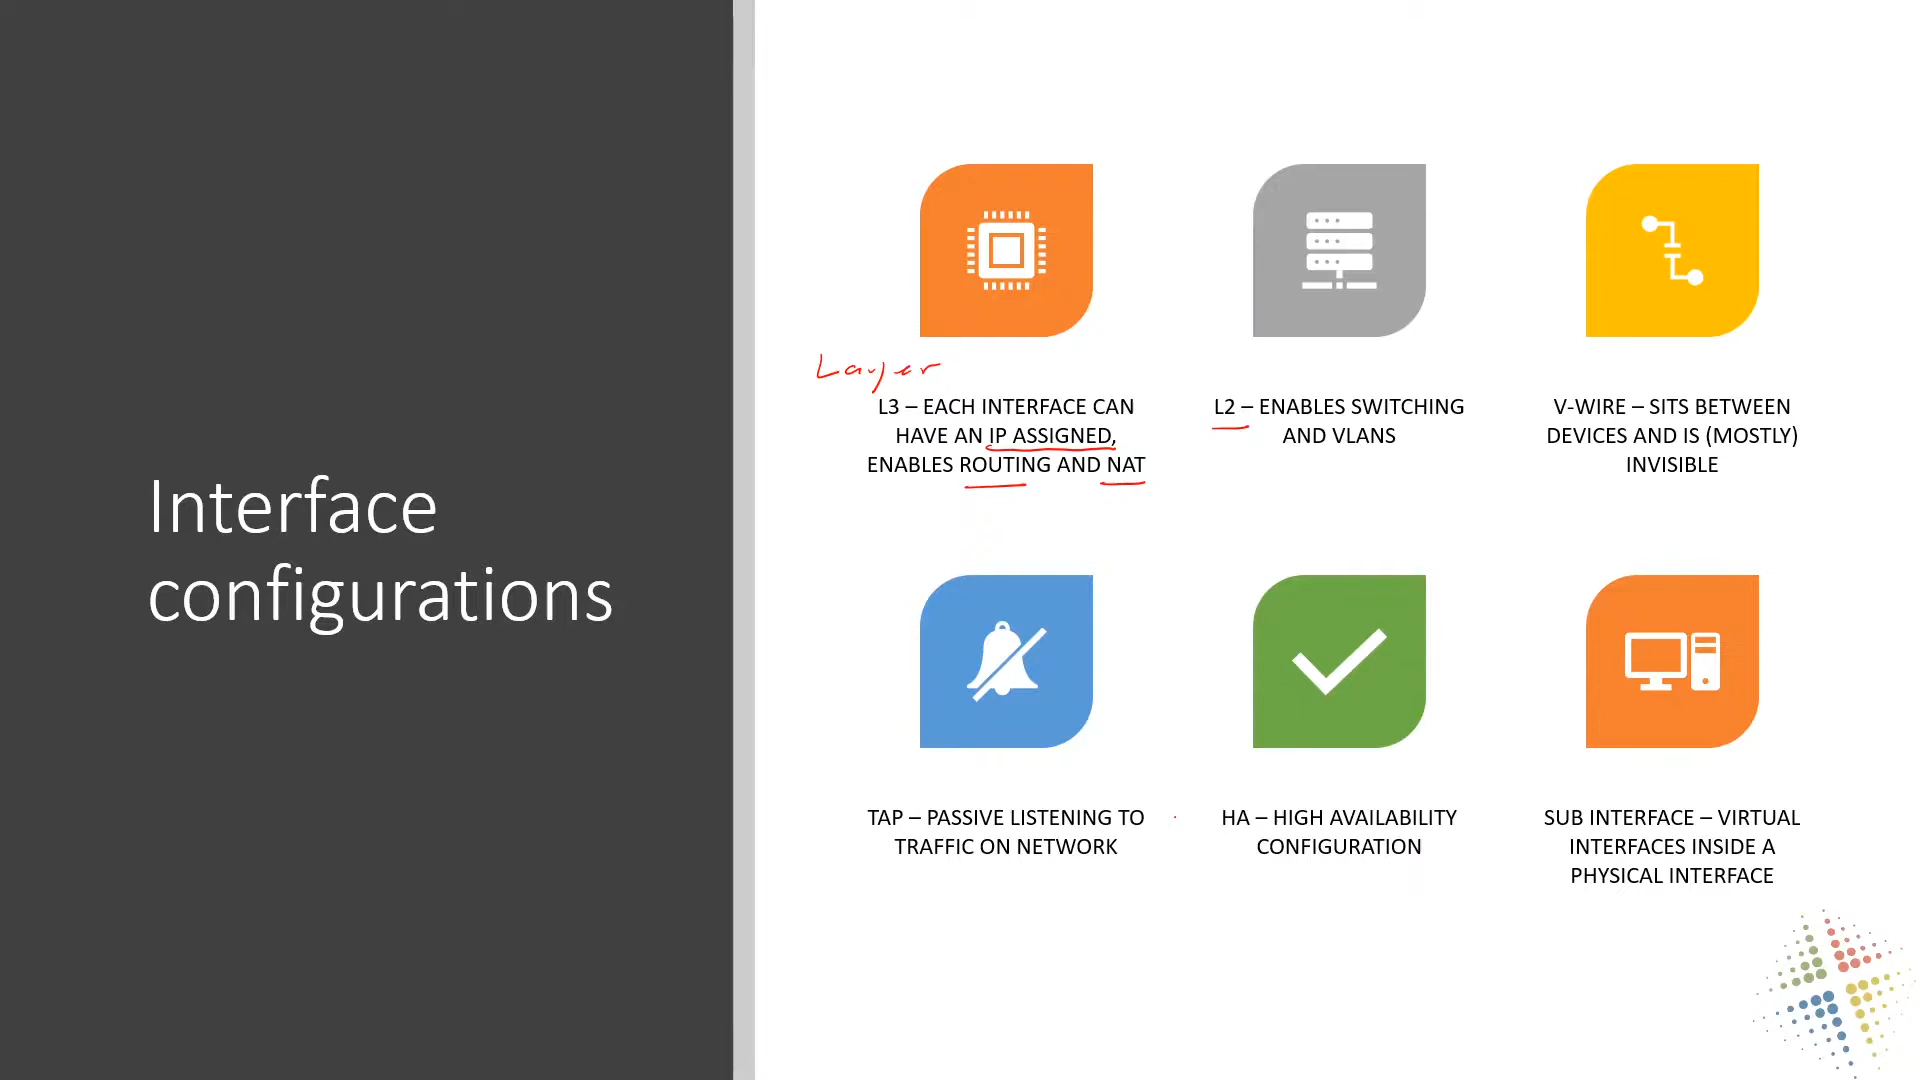 Interface
configurations
Layer
L3 – EACH INTERFACE CAN
HAVE AN IP ASSIGNED,
ENABLES ROUTING AND NAT
L2 – ENABLES SWITCHING
AND VLANS
V-WIRE – SITS BETWEEN
DEVICES AND IS (MOSTLY)
INVISIBLE
TAP – PASSIVE LISTENING TO
TRAFFIC ON NETWORK
HA – HIGH AVAILABILITY
CONFIGURATION
SUB INTERFACE – VIRTUAL
INTERFACES INSIDE A
PHYSICAL INTERFACE